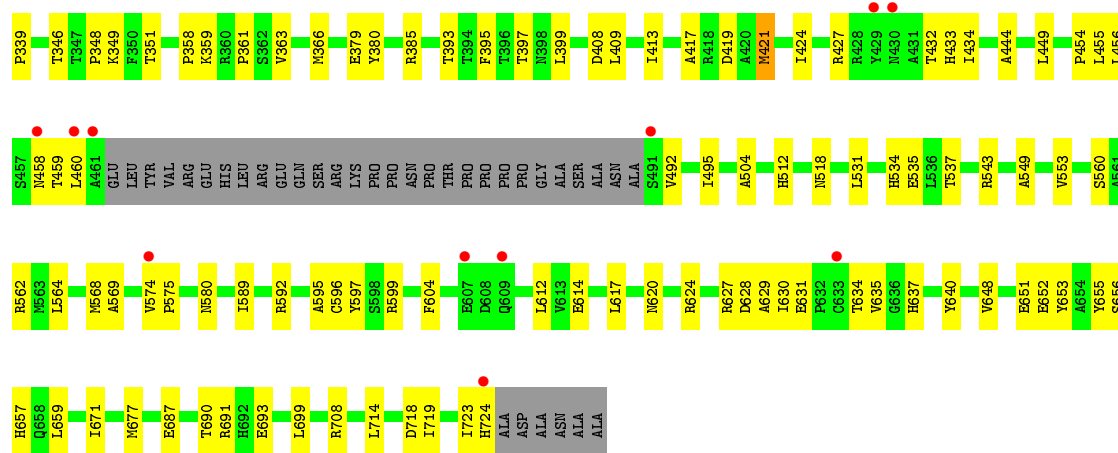 P339 T346 T347 P348 K349 F350 T351 P358 K359 R360 P361 S362 V363 M366 E379 Y380 R385 T393 T394 F395 T396 T397 N398 L399 D408 L409 I413 A417 R418 D419 A420 M421 I424 R427 R428 Y429 N430 A431 T432 H433 I434 A444 L449 P454 L455 L456
S457 N458 T459 L460 A461 GLU LEU TYR VAL ARG GLU HIS LEU ARG GLU GLN SER ARG LYS PRO PRO ASN PRO THR PRO PRO PRO PRO GLY ALA SER ALA ASN ALA S491 V492 I495 A504 H512 N518 L531 H534 E535 L536 T537 R543 A549 V553 S560 A561
R562 M563 L564 M568 A569 V574 P575 N580 I589 R592 A595 C596 Y597 S598 R599 F604 E607 D608 Q609 L612 V613 E614 L617 N620 R624 R627 D628 A629 I630 E631 P632 C633 T634 V635 G636 H637 Y640 V648 E651 E652 Y653 A654 Y655 S656
H657 Q658 L659 I671 M677 E687 T690 R691 H692 E693 L699 R708 L714 D718 I719 I723 H724 ALA ASP ALA ASN ALA ALA